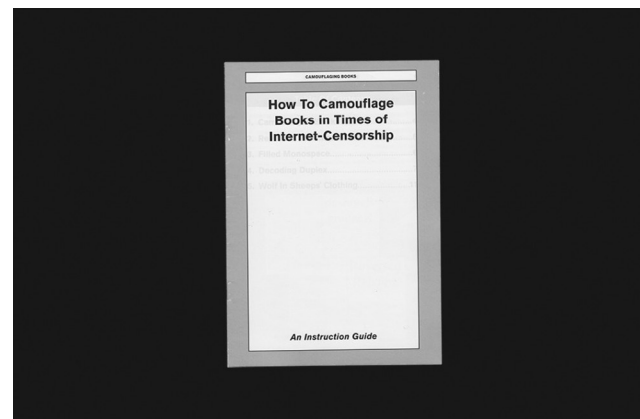 CAMOUFLAGING BOOKS
How To Camouflage
Books in Times of
Internet-Censorship
An Instruction Guide